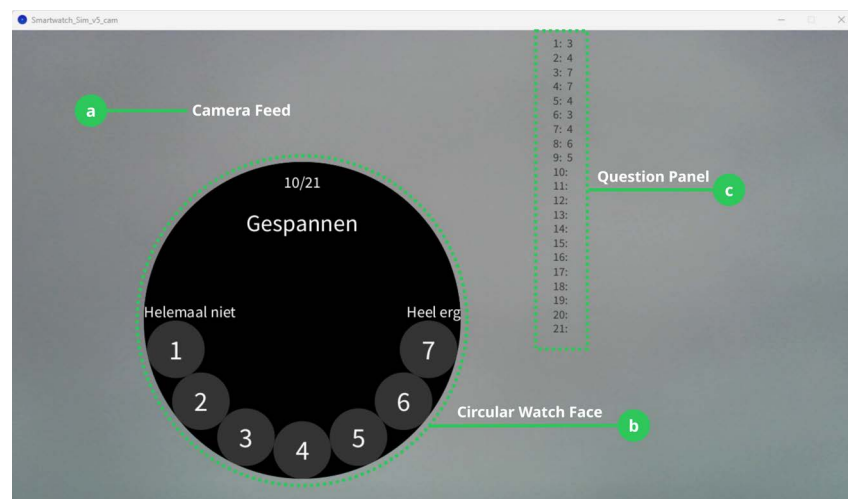 Smartwatch_Sim_v5_cam
a
Camera Feed
10/21
Gespannen
Helemaal niet
Heel erg
1
2
3
4
5
6
7
Circular Watch Face
b
1: 3
2: 4
3: 7
4: 7
5: 4
6: 3
7: 4
8: 6
9: 5
10:
11:
12:
13:
14:
15:
16:
17:
18:
19:
20:
21:
Question Panel
c